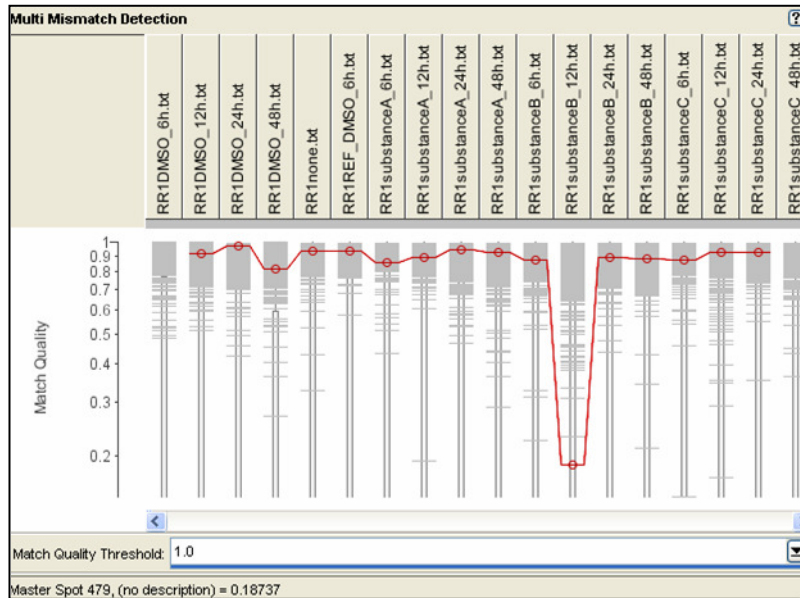 Multi Mismatch Detection
?
RR1DMSO_6h.txt
RR1DMSO_12h.txt
RR1DMSO_24h.txt
RR1DMSO_48h.txt
RR1none.txt
RR1REF_DMSO_6h.txt
RR1substanceA_6h.txt
RR1substanceA_12h.txt
RR1substanceA_24h.txt
RR1substanceA_48h.txt
RR1substanceB_6h.txt
RR1substanceB_12h.txt
RR1substanceB_24h.txt
RR1substanceB_48h.txt
RR1substanceC_6h.txt
RR1substanceC_12h.txt
RR1substanceC_24h.txt
RR1substanceC_48h.txt
Match Quality
1
0.9
0.8
0.7
0.6
0.5
0.4
0.3
0.2
Match Quality Threshold: 1.0
Master Spot 479, (no description) = 0.18737